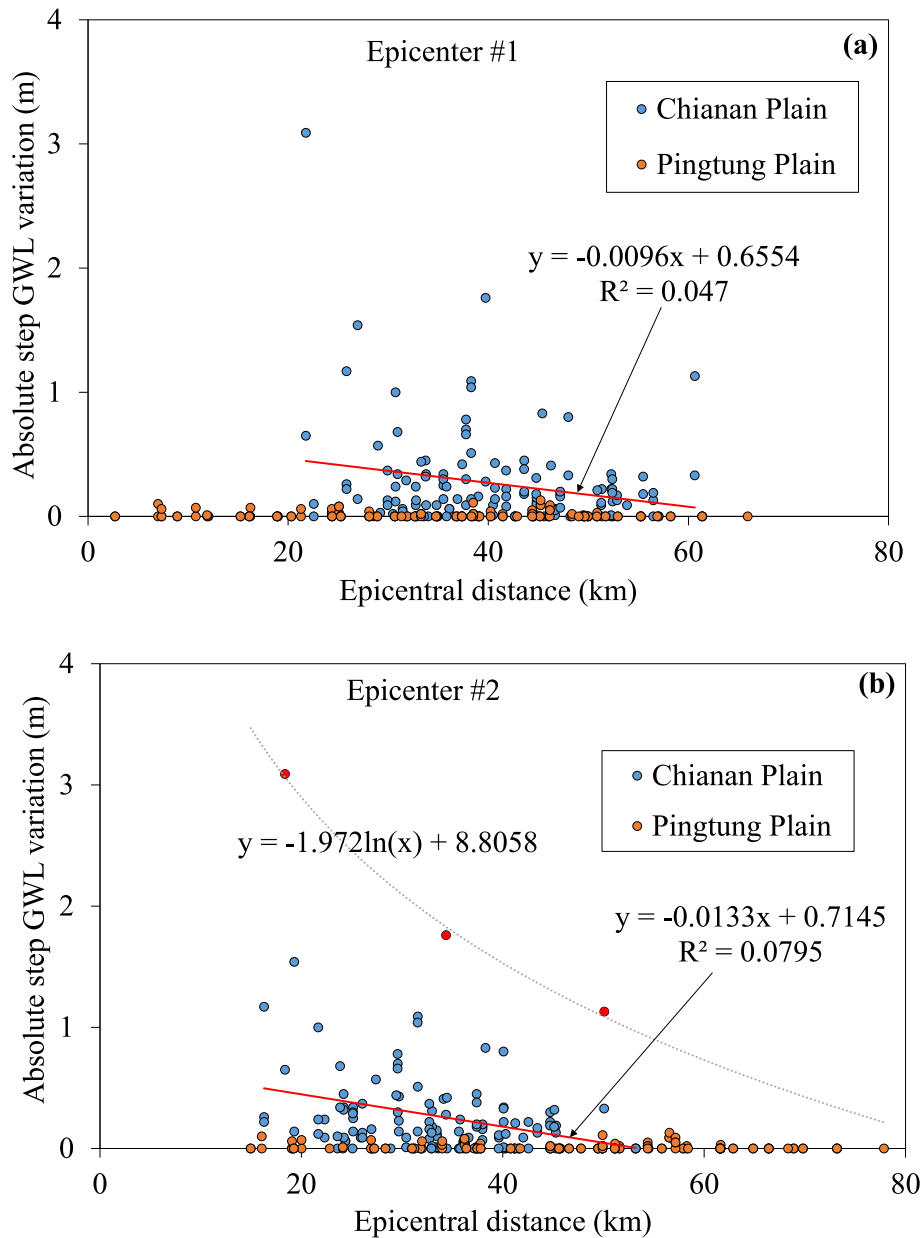 (a)
Epicenter #1
Chianan Plain
Pingtung Plain
y = -0.0096x + 0.6554
R² = 0.047
Absolute step GWL variation (m)
4
3
2
1
0
0 20 40 60 80
Epicentral distance (km)
(b)
Epicenter #2
Chianan Plain
Pingtung Plain
y = -1.972ln(x) + 8.8058
y = -0.0133x + 0.7145
R² = 0.0795
Absolute step GWL variation (m)
4
3
2
1
0
0 20 40 60 80
Epicentral distance (km)